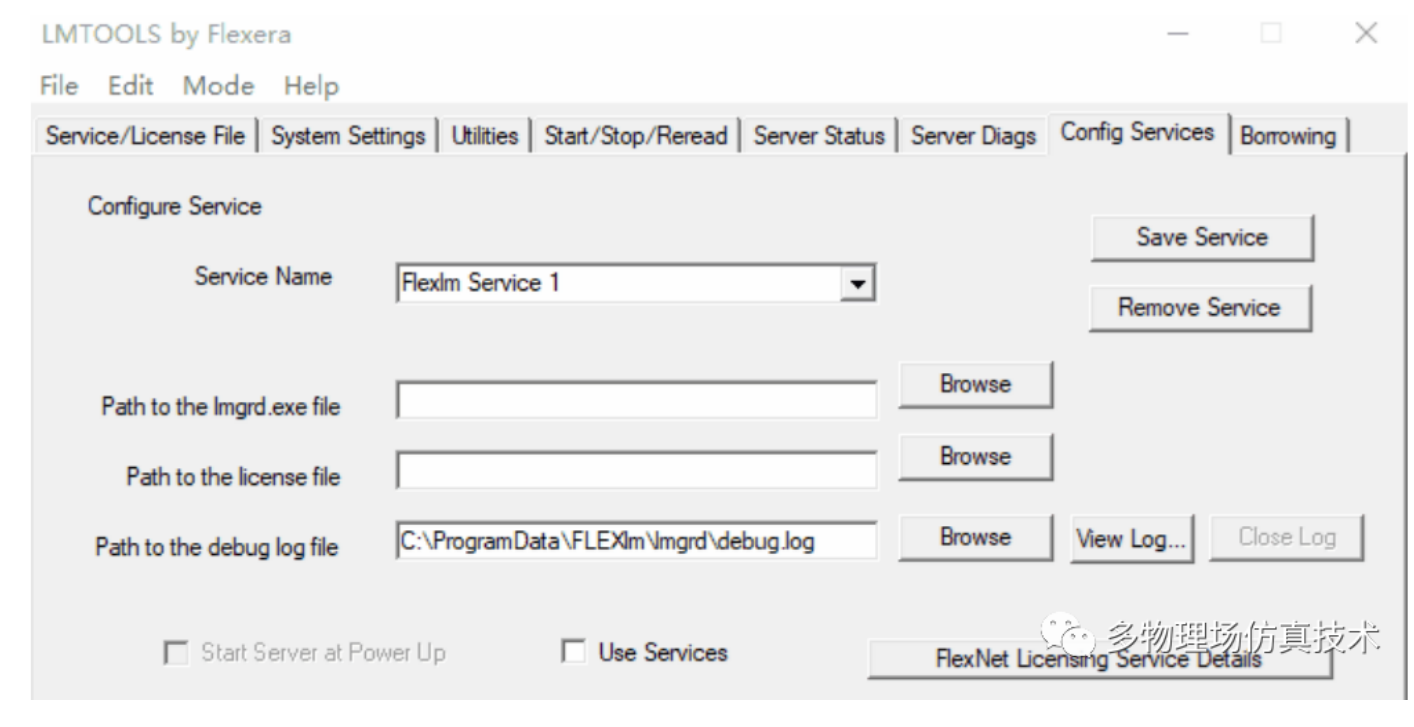 LMTOOLS by Flexera
File Edit Mode Help
Service/License File System Settings Utilities Start/Stop/Reread Server Status Server Diags Config Services Borrowing
Configure Service
Save Service
Service Name Flexlm Service 1
Remove Service
Path to the lmgrd.exe file Browse
Path to the license file Browse
Path to the debug log file C:\ProgramData\FLEXlm\lmgrd\debug.log Browse View Log... Close Log
Start Server at Power Up Use Services
FlexNet Licensing Service Details
多物理场仿真技术